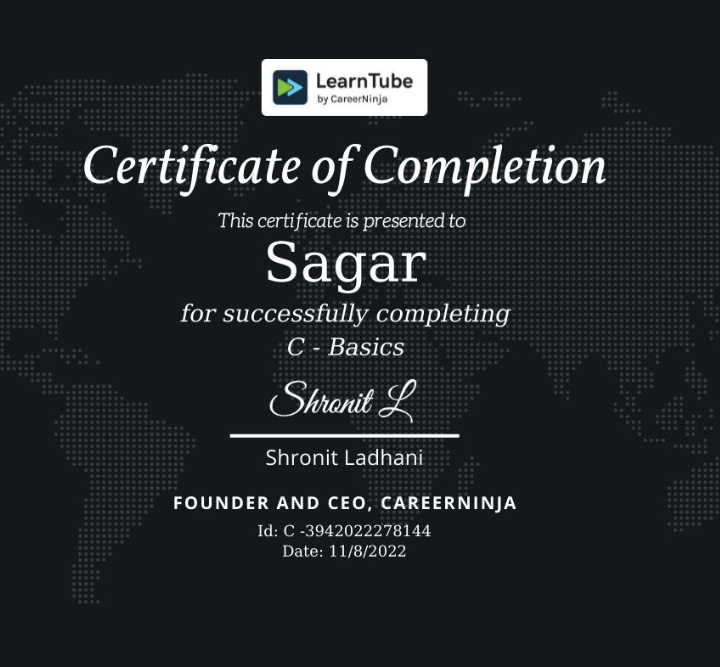 LearnTube
by CareerNinja
Certificate of Completion
This certificate is presented to
Sagar
for successfully completing
C - Basics
Shronit L
Shronit Ladhani
FOUNDER AND CEO, CAREERNINJA
Id: C -3942022278144
Date: 11/8/2022